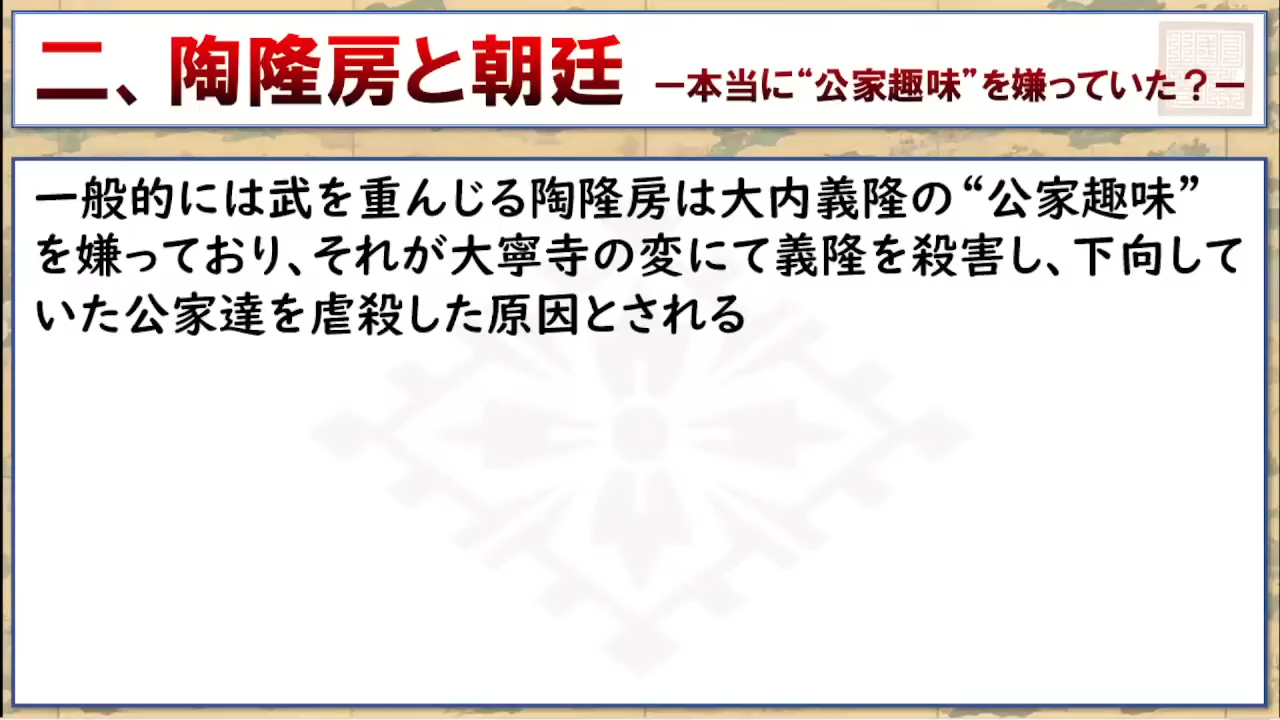 二、陶隆房と朝廷 ー本当に“公家趣味”を嫌っていた？ー
一般的には武を重んじる陶隆房は大内義隆の“公家趣味”
を嫌っており、それが大寧寺の変にて義隆を殺害し、下向して
いた公家達を虐殺した原因とされる